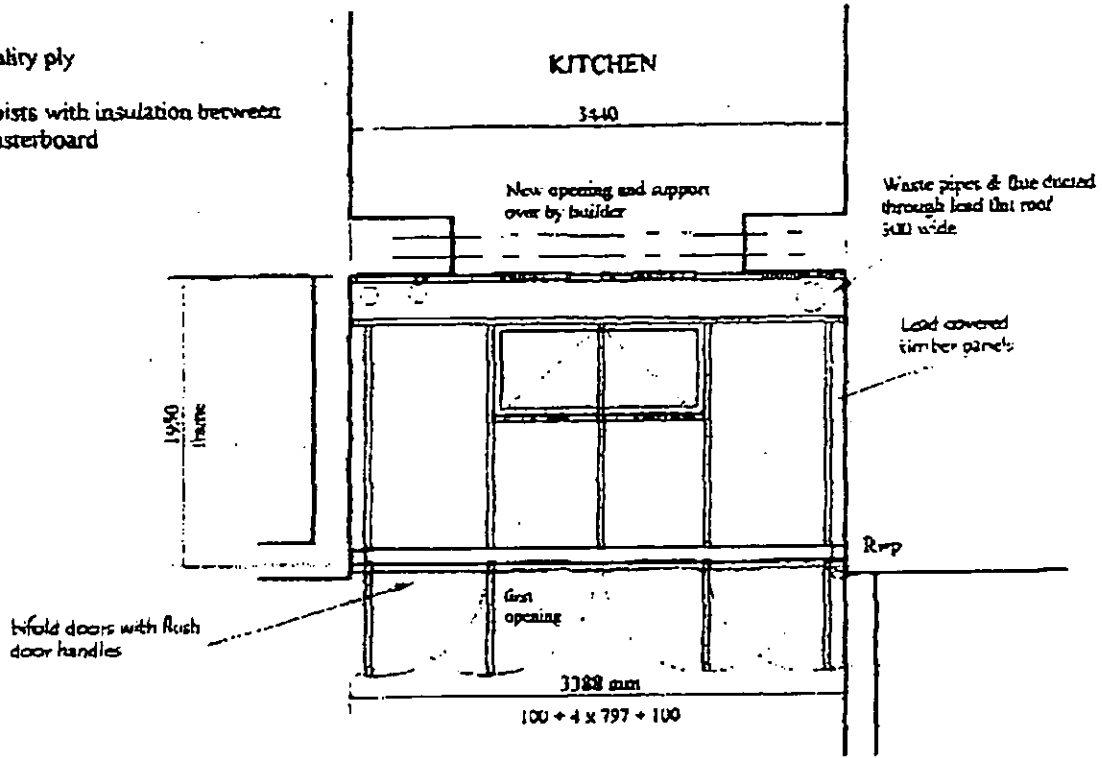 ality ply
oists with insulation between
asterboard
KITCHEN
3440
New opening and support
over by builder
Waste pipes & flue ducted
through lead flat roof
300 wide
Lead covered
timber panels
1950
frame
Rwp
first
opening
bifold doors with flush
door handles
3388 mm
100 + 4 x 797 + 100